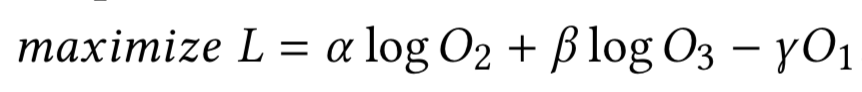 maximize L = α log O₂ + β log O₃ − γO₁